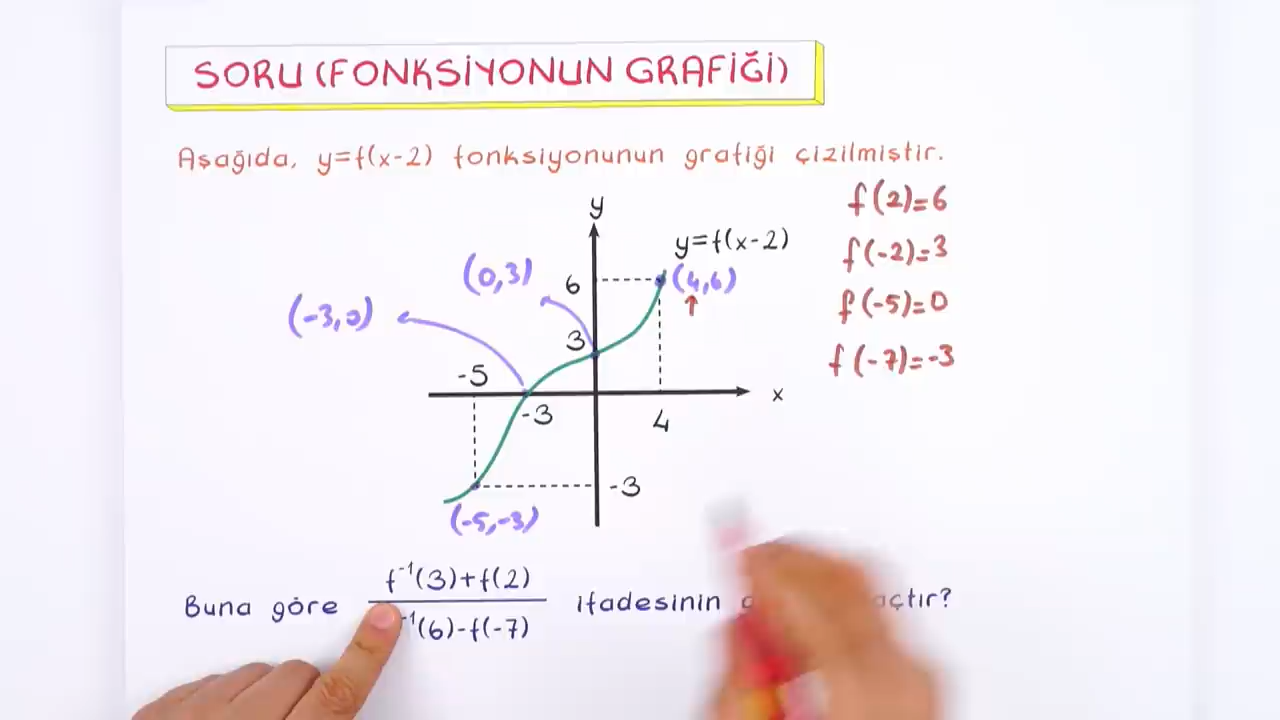 SORU (FONKSİYONUN GRAFİĞİ)
Aşağıda, y=f(x-2) fonksiyonunun grafiği çizilmiştir.
f(2)=6
f(-2)=3
f(-5)=0
f(-7)=-3
y
y=f(x-2)
(0,3)
6
(4,6)
(-3,0)
3
-5
x
-3
4
-3
(-5,-3)
Buna göre f⁻¹(3)+f(2) ifadesinin
⁻¹(6)-f(-7)